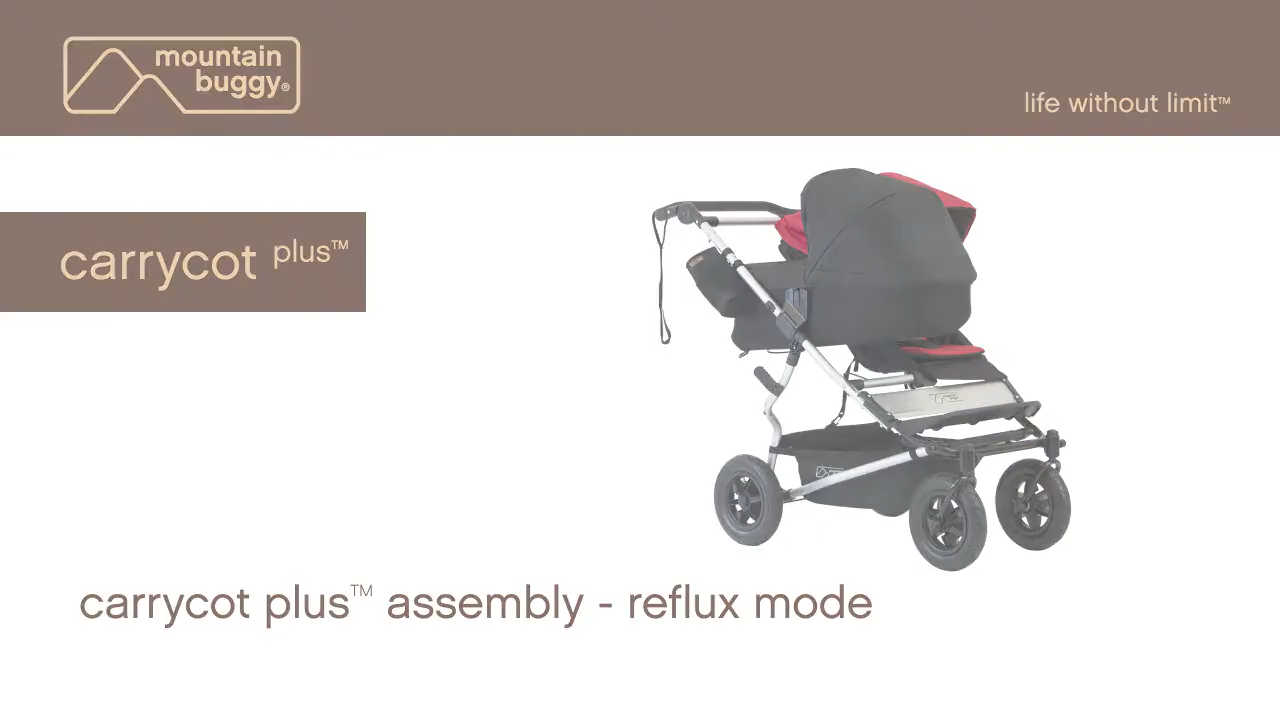 mountain
buggy®
life without limit™
carrycot plus™
carrycot plus™ assembly - reflux mode